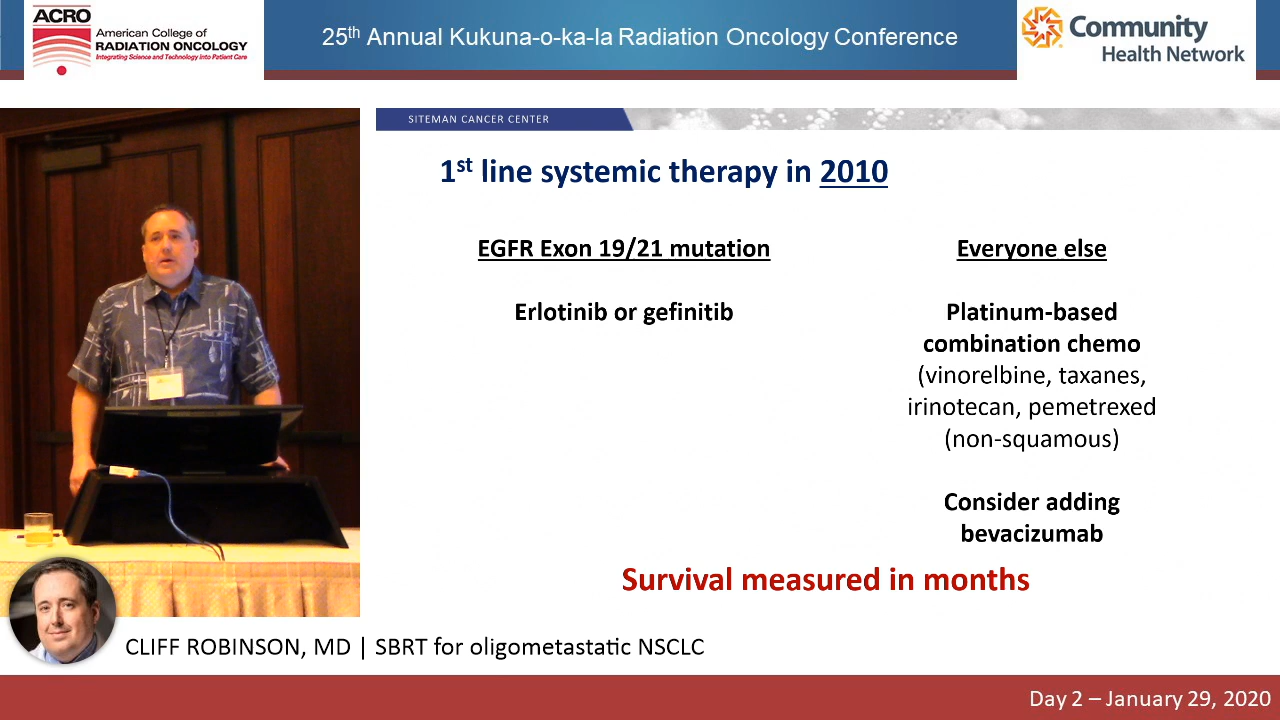 ACRO
American College of
RADIATION ONCOLOGY
Integrating Science and Technology Into Patient Care
25th Annual Kukuna-o-ka-la Radiation Oncology Conference
Community
Health Network
SITEMAN CANCER CENTER
1st line systemic therapy in 2010
EGFR Exon 19/21 mutation
Erlotinib or gefinitib
Everyone else
Platinum-based
combination chemo
(vinorelbine, taxanes,
irinotecan, pemetrexed
(non-squamous)
Consider adding
bevacizumab
Survival measured in months
CLIFF ROBINSON, MD | SBRT for oligometastatic NSCLC
Day 2 – January 29, 2020